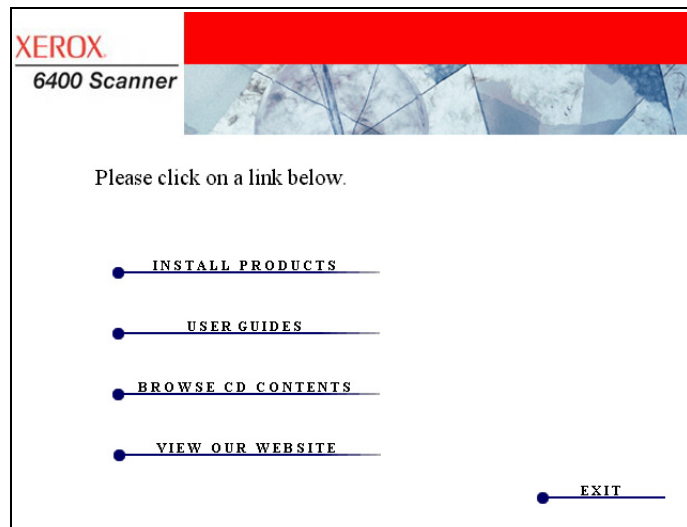 XEROX.
6400 Scanner
Please click on a link below.
INSTALL PRODUCTS
USER GUIDES
BROWSE CD CONTENTS
VIEW OUR WEBSITE
EXIT